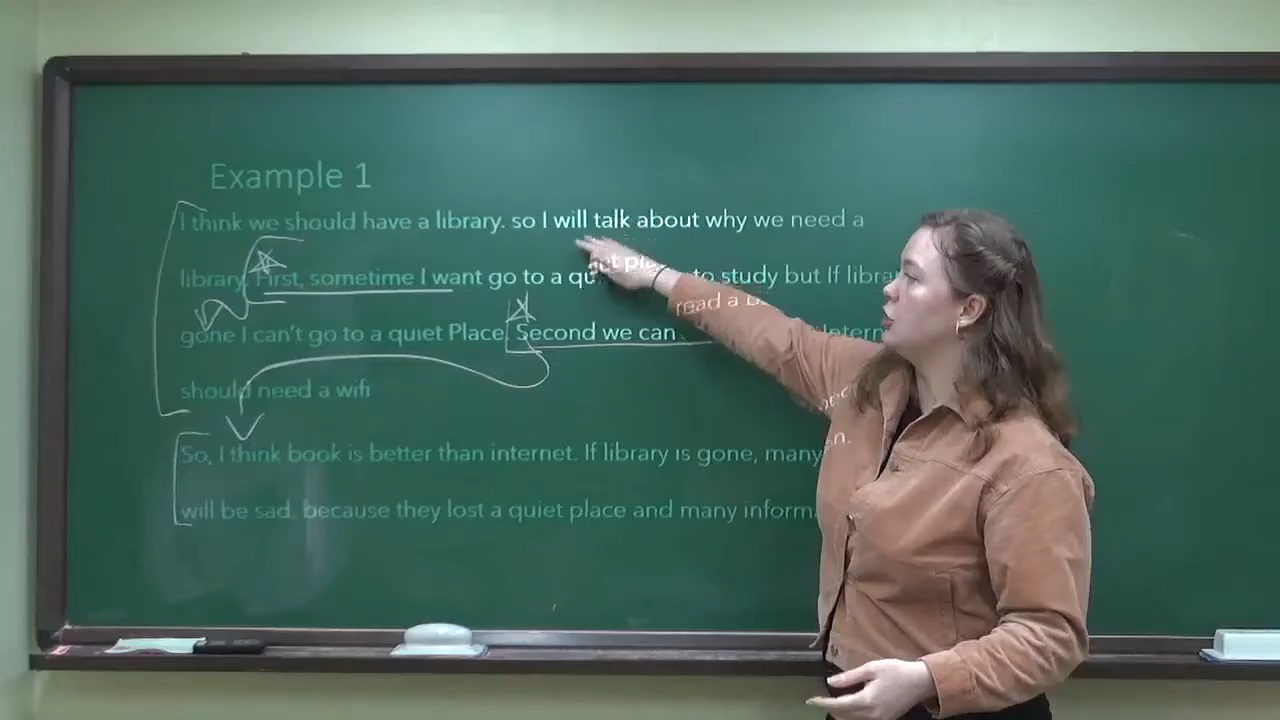 Example 1
I think we should have a library. so I will talk about why we need a
library. First, sometime I want go to a to study but If
gone I can't go to a quiet Place. Second we can read a
should need a wifi
So, I think book is better than internet. If library is gone, many
will be sad. because they lost a quiet place and many